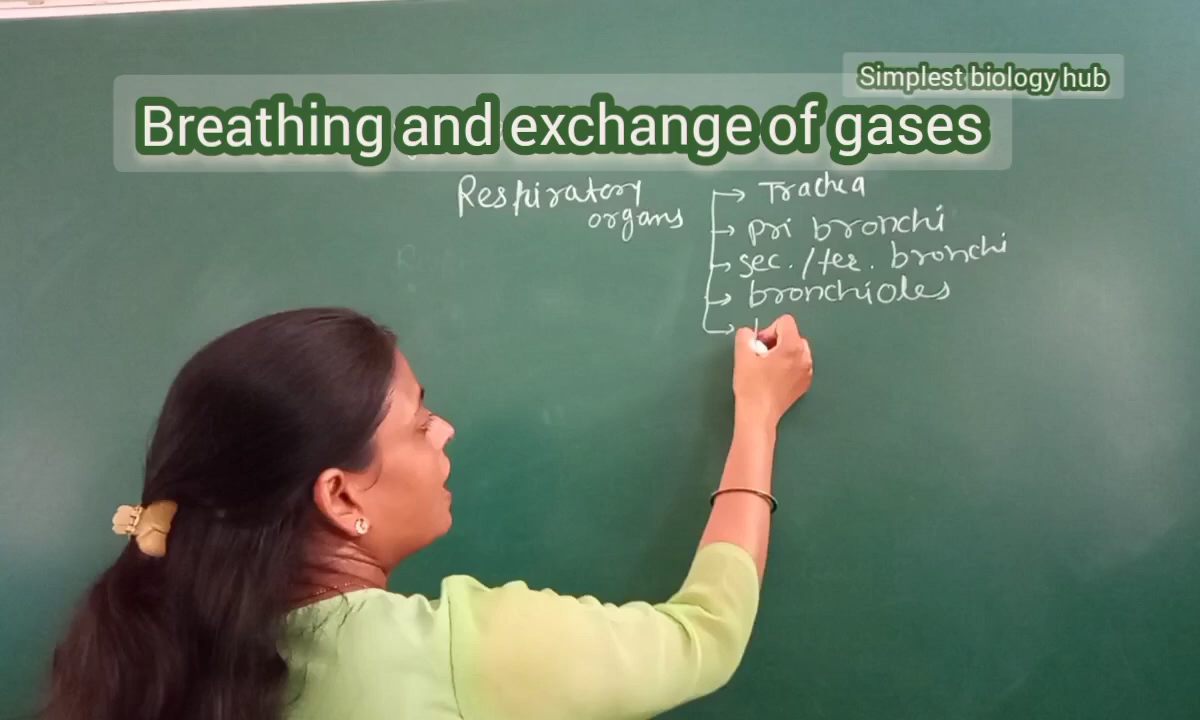 Simplest biology hub
Breathing and exchange of gases
Respiratory
organs
Trachea
pri bronchi
sec./ter. bronchi
bronchioles